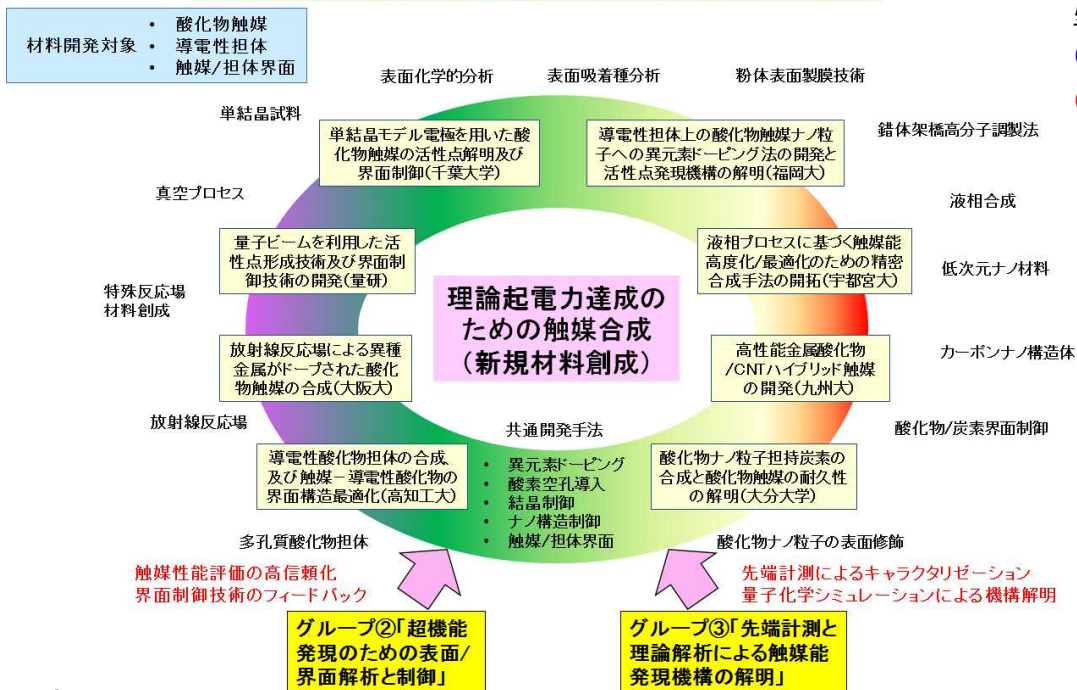 材料開発対象
・ 酸化物触媒
・ 導電性担体
・ 触媒/担体界面
表面化学的分析
表面吸着種分析
粉体表面製膜技術
単結晶試料
錯体架橋高分子調製法
単結晶モデル電極を用いた酸
化物触媒の活性点解明及び
界面制御(千葉大学)
導電性担体上の酸化物触媒ナノ粒
子への異元素ドーピング法の開発と
活性点発現機構の解明(福岡大)
真空プロセス
液相合成
量子ビームを利用した活
性点形成技術及び界面制
御技術の開発(量研)
液相プロセスに基づく触媒能
高度化/最適化のための精密
合成手法の開拓(宇都宮大)
低次元ナノ材料
特殊反応場
材料創成
理論起電力達成の
ための触媒合成
(新規材料創成)
放射線反応場による異種
金属がドープされた酸化
物触媒の合成(大阪大)
高性能金属酸化物
/CNTハイブリッド触媒
の開発(九州大)
カーボンナノ構造体
放射線反応場
共通開発手法
酸化物/炭素界面制御
導電性酸化物担体の合成、
及び触媒－導電性酸化物の
界面構造最適化(高知工大)
・ 異元素ドーピング
・ 酸素空孔導入
・ 結晶制御
・ ナノ構造制御
・ 触媒/担体界面
酸化物ナノ粒子担持炭素の
合成と酸化物触媒の耐久性
の解明(大分大学)
多孔質酸化物担体
酸化物ナノ粒子の表面修飾
触媒性能評価の高信頼化
界面制御技術のフィードバック
先端計測によるキャラクタリゼーション
量子化学シミュレーションによる機構解明
グループ②「超機能
発現のための表面/
界面解析と制御」
グループ③「先端計測と
理論解析による触媒能
発現機構の解明」